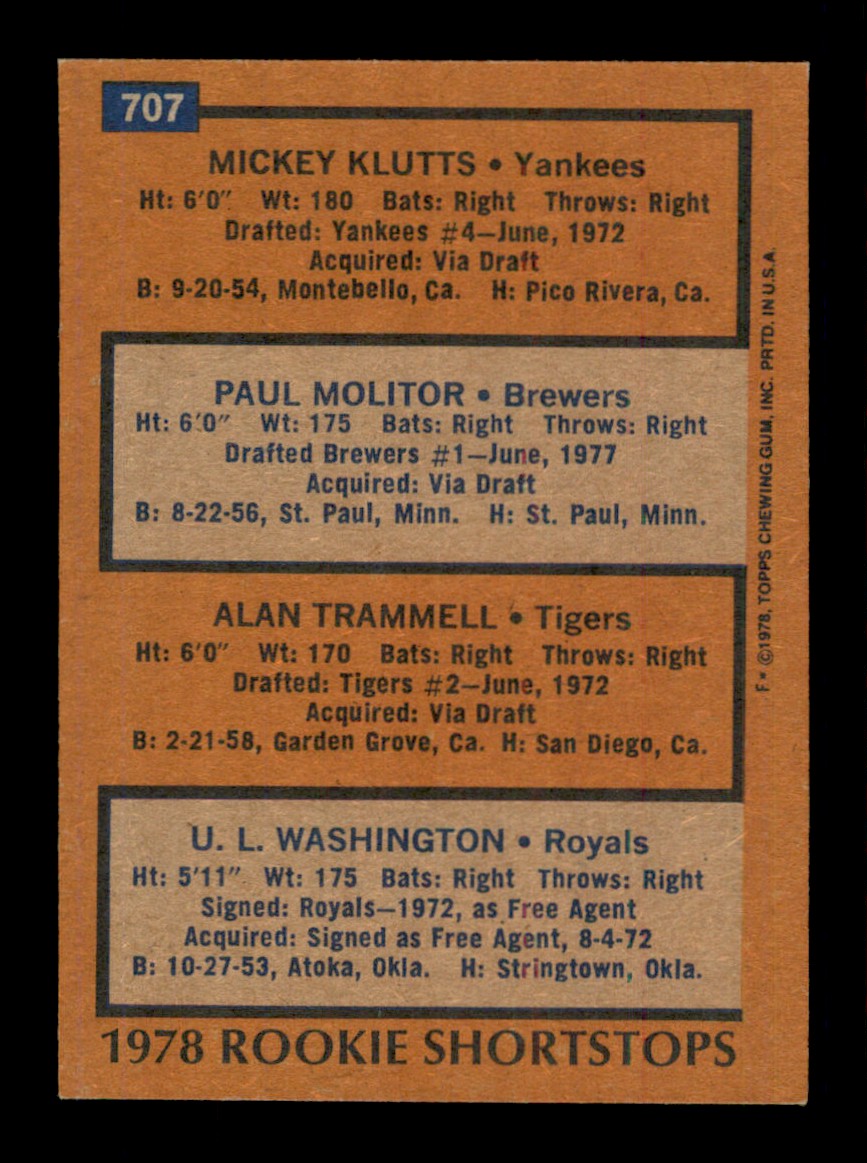 707
MICKEY KLUTTS • Yankees
Ht: 6'0" Wt: 180 Bats: Right Throws: Right
Drafted: Yankees #4—June, 1972
Acquired: Via Draft
B: 9-20-54, Montebello, Ca. H: Pico Rivera, Ca.
PAUL MOLITOR • Brewers
Ht: 6'0" Wt: 175 Bats: Right Throws: Right
Drafted Brewers #1—June, 1977
Acquired: Via Draft
B: 8-22-56, St. Paul, Minn. H: St. Paul, Minn.
ALAN TRAMMELL • Tigers
Ht: 6'0" Wt: 170 Bats: Right Throws: Right
Drafted: Tigers #2—June, 1972
Acquired: Via Draft
B: 2-21-58, Garden Grove, Ca. H: San Diego, Ca.
U. L. WASHINGTON • Royals
Ht: 5'11" Wt: 175 Bats: Right Throws: Right
Signed: Royals—1972, as Free Agent
Acquired: Signed as Free Agent, 8-4-72
B: 10-27-53, Atoka, Okla. H: Stringtown, Okla.
1978 ROOKIE SHORTSTOPS
F* ©1978, TOPPS CHEWING GUM, INC. PRTD. IN U.S.A.